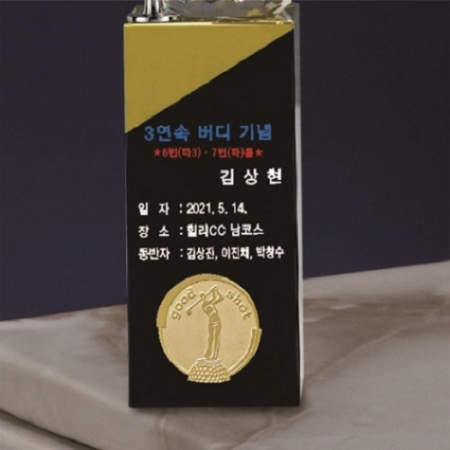 3연속 버디 기념
★6번(파3) - 7번(파)홀★
김상현
일 자 : 2021. 5. 14.
장 소 : 힐리CC 남코스
동반자 : 김상진, 이진체, 박창수
good shot